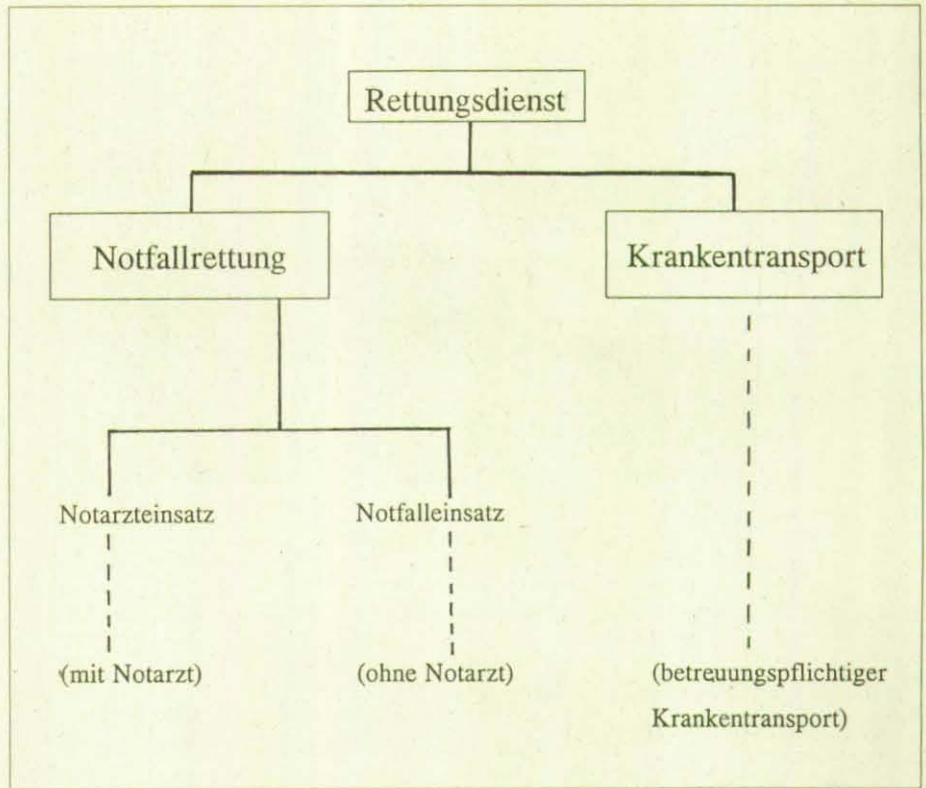 Rettungsdienst
Notfallrettung
Krankentransport
Notarzteinsatz
Notfalleinsatz
(mit Notarzt)
(ohne Notarzt)
(betreuungspflichtiger
Krankentransport)